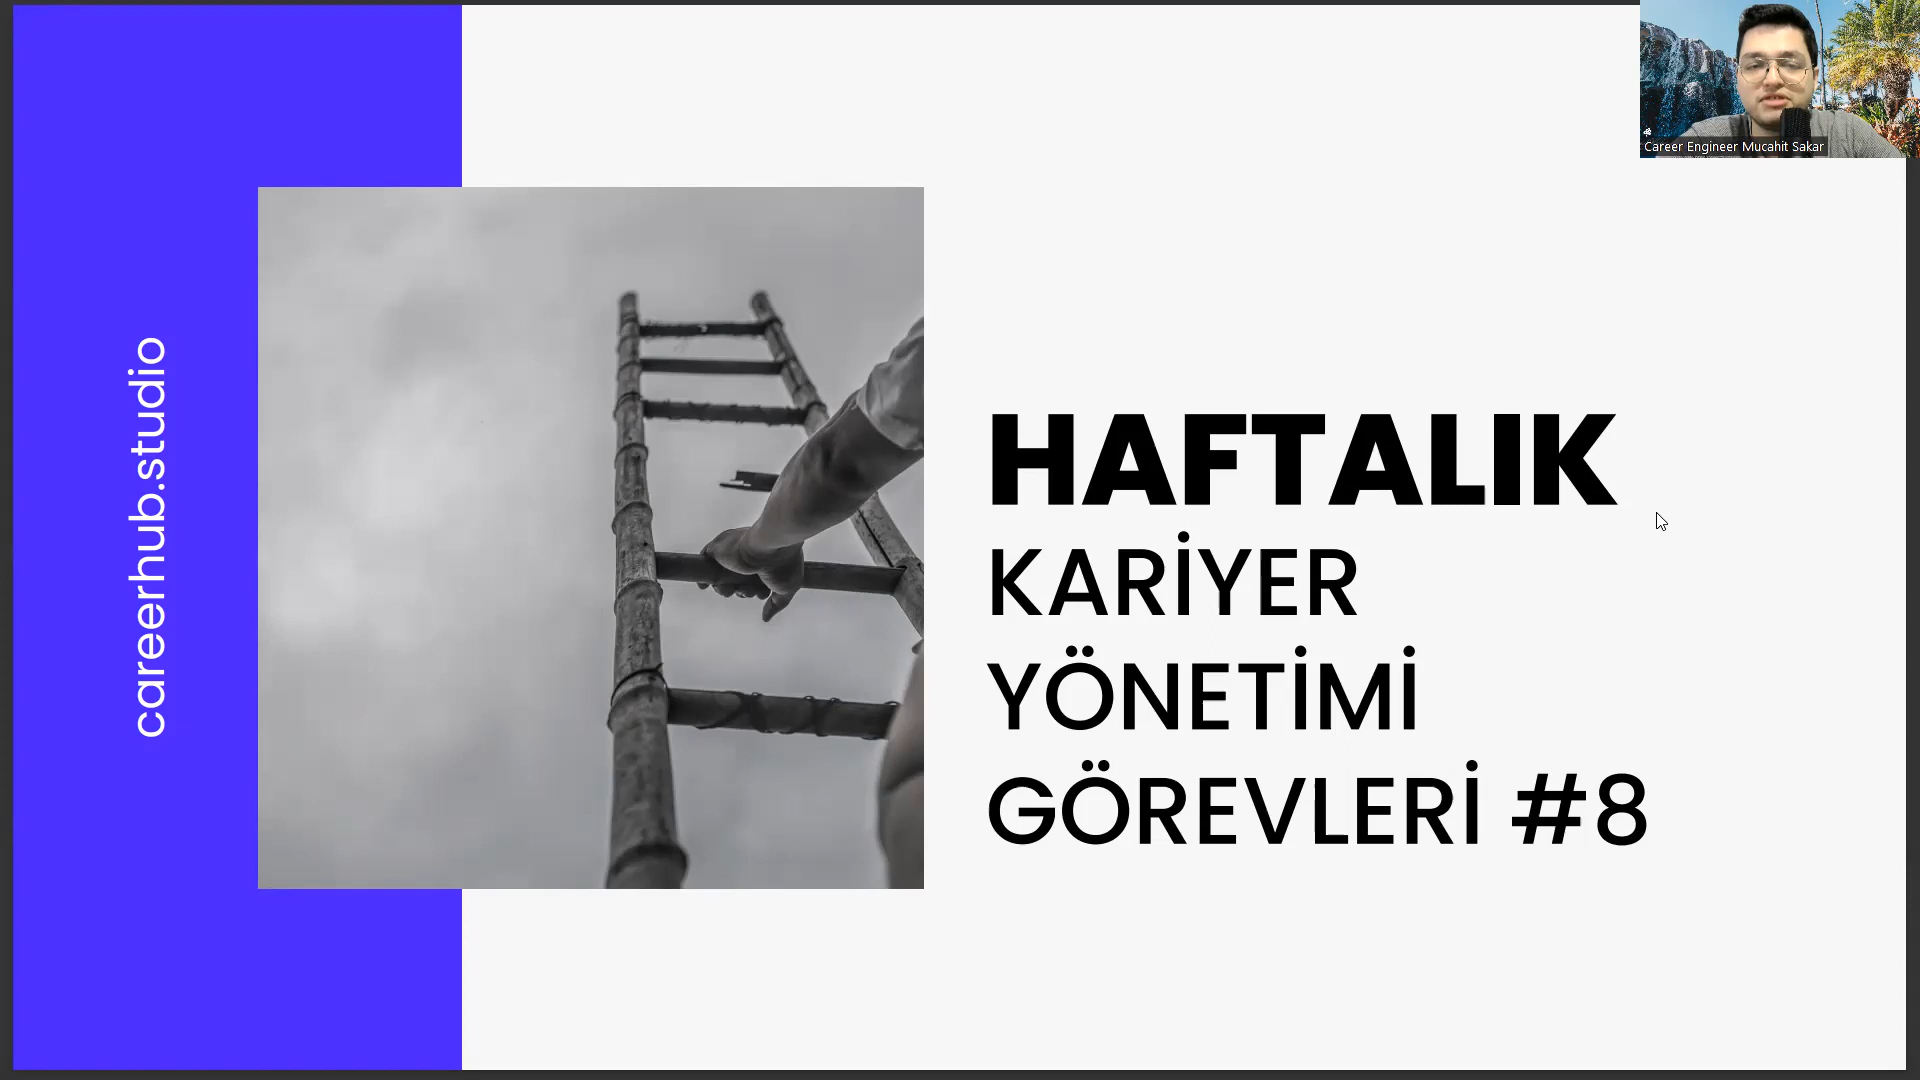 careerhub.studio
HAFTALIK
KARİYER
YÖNETİMİ
GÖREVLERİ #8
Career Engineer Mucahit Sakar